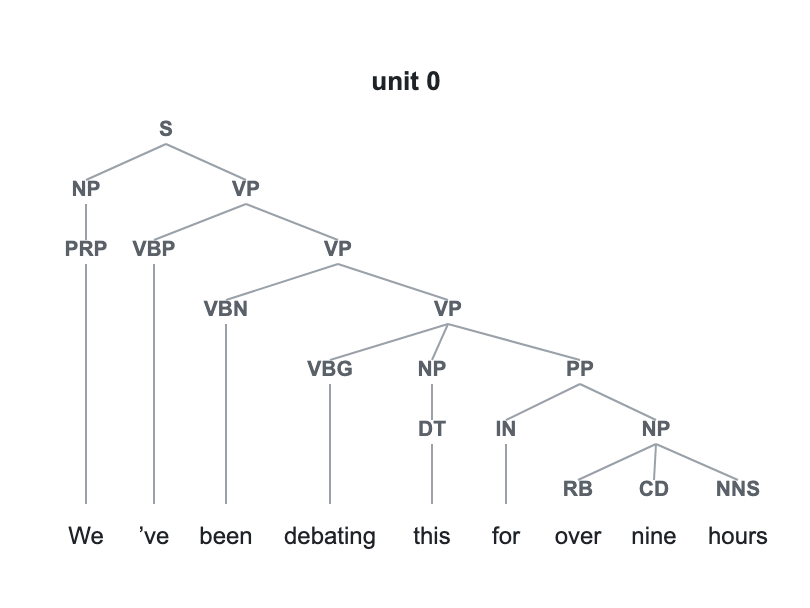 unit 0
S
NP VP
PRP VBP VP
VBN VP
VBG NP PP
DT IN NP
RB CD NNS
We ’ve been debating this for over nine hours